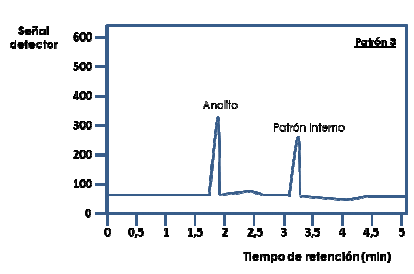 Señal
detector
Patrón 3
600
500
400
300
200
100
0
Analito
Patrón Interno
0 0,5 1 1,5 2 2,5 3 3,5 4 4,5 5
Tiempo de retención (min)